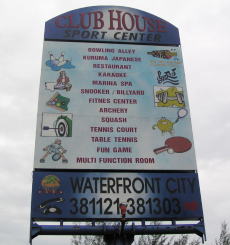 CLUB HOUSE
SPORT CENTER
BOWLING ALLEY
KURUMA JAPANESE
RESTAURANT
KARAOKE
MARINA SPA
SNOOKER / BILLYARD
FITNES CENTER
ARCHERY
SQUASH
TENNIS COURT
TABLE TENNIS
FUN GAME
MULTI FUNCTION ROOM
WATERFRONT CITY
381121-381303